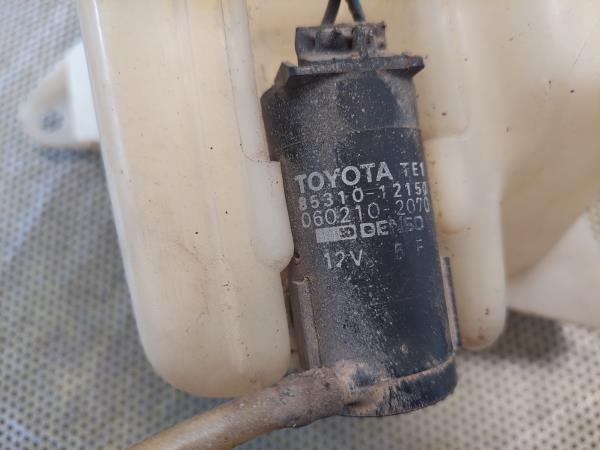 TOYOTA TE1
85310-12150
060210-2070
DENSO
12V B F